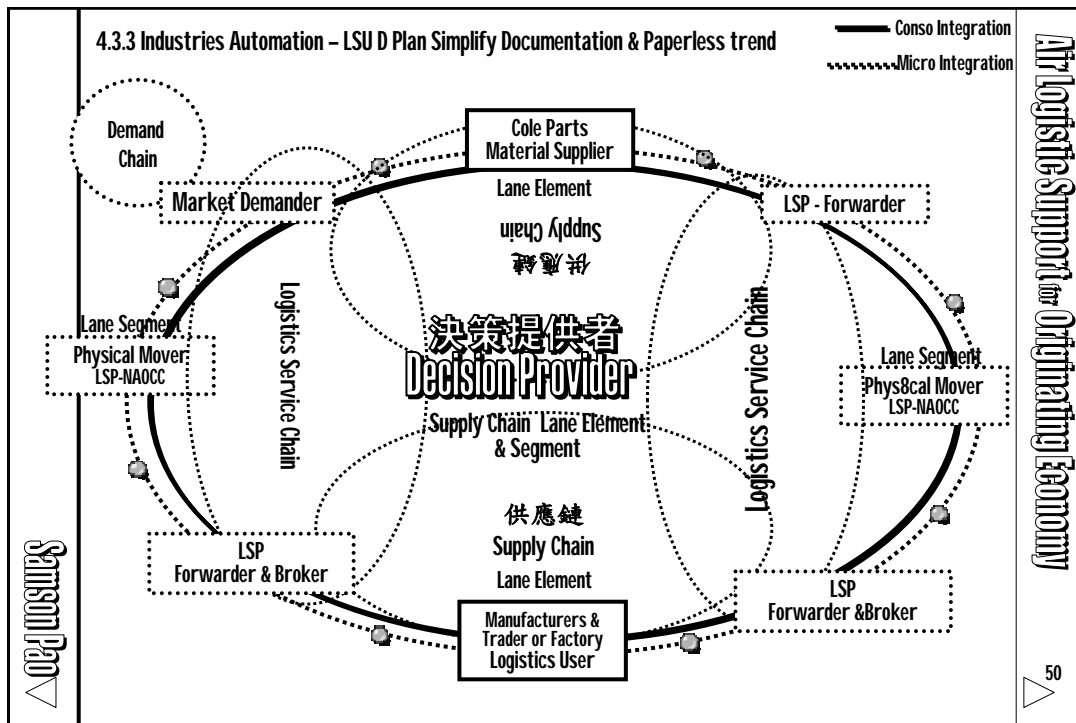 4.3.3 Industries Automation – LSU D Plan Simplify Documentation & Paperless trend
Conso Integration
Micro Integration
Demand
Chain
Cole Parts
Material Supplier
Market Demander
Lane Element
LSP - Forwarder
Supply Chain
供應鏈
Logistics Service Chain
決策提供者
Decision Provider
Logistics Service Chain
Lane Segment
Physical Mover
LSP-NAOCC
Lane Segment
Phys8cal Mover
LSP-NAOCC
Supply Chain Lane Element
& Segment
供應鏈
Supply Chain
Lane Element
LSP
Forwarder & Broker
LSP
Forwarder &Broker
Manufacturers &
Trader or Factory
Logistics User
Samson Pao
Air Logistic Support for Originating Economy
50